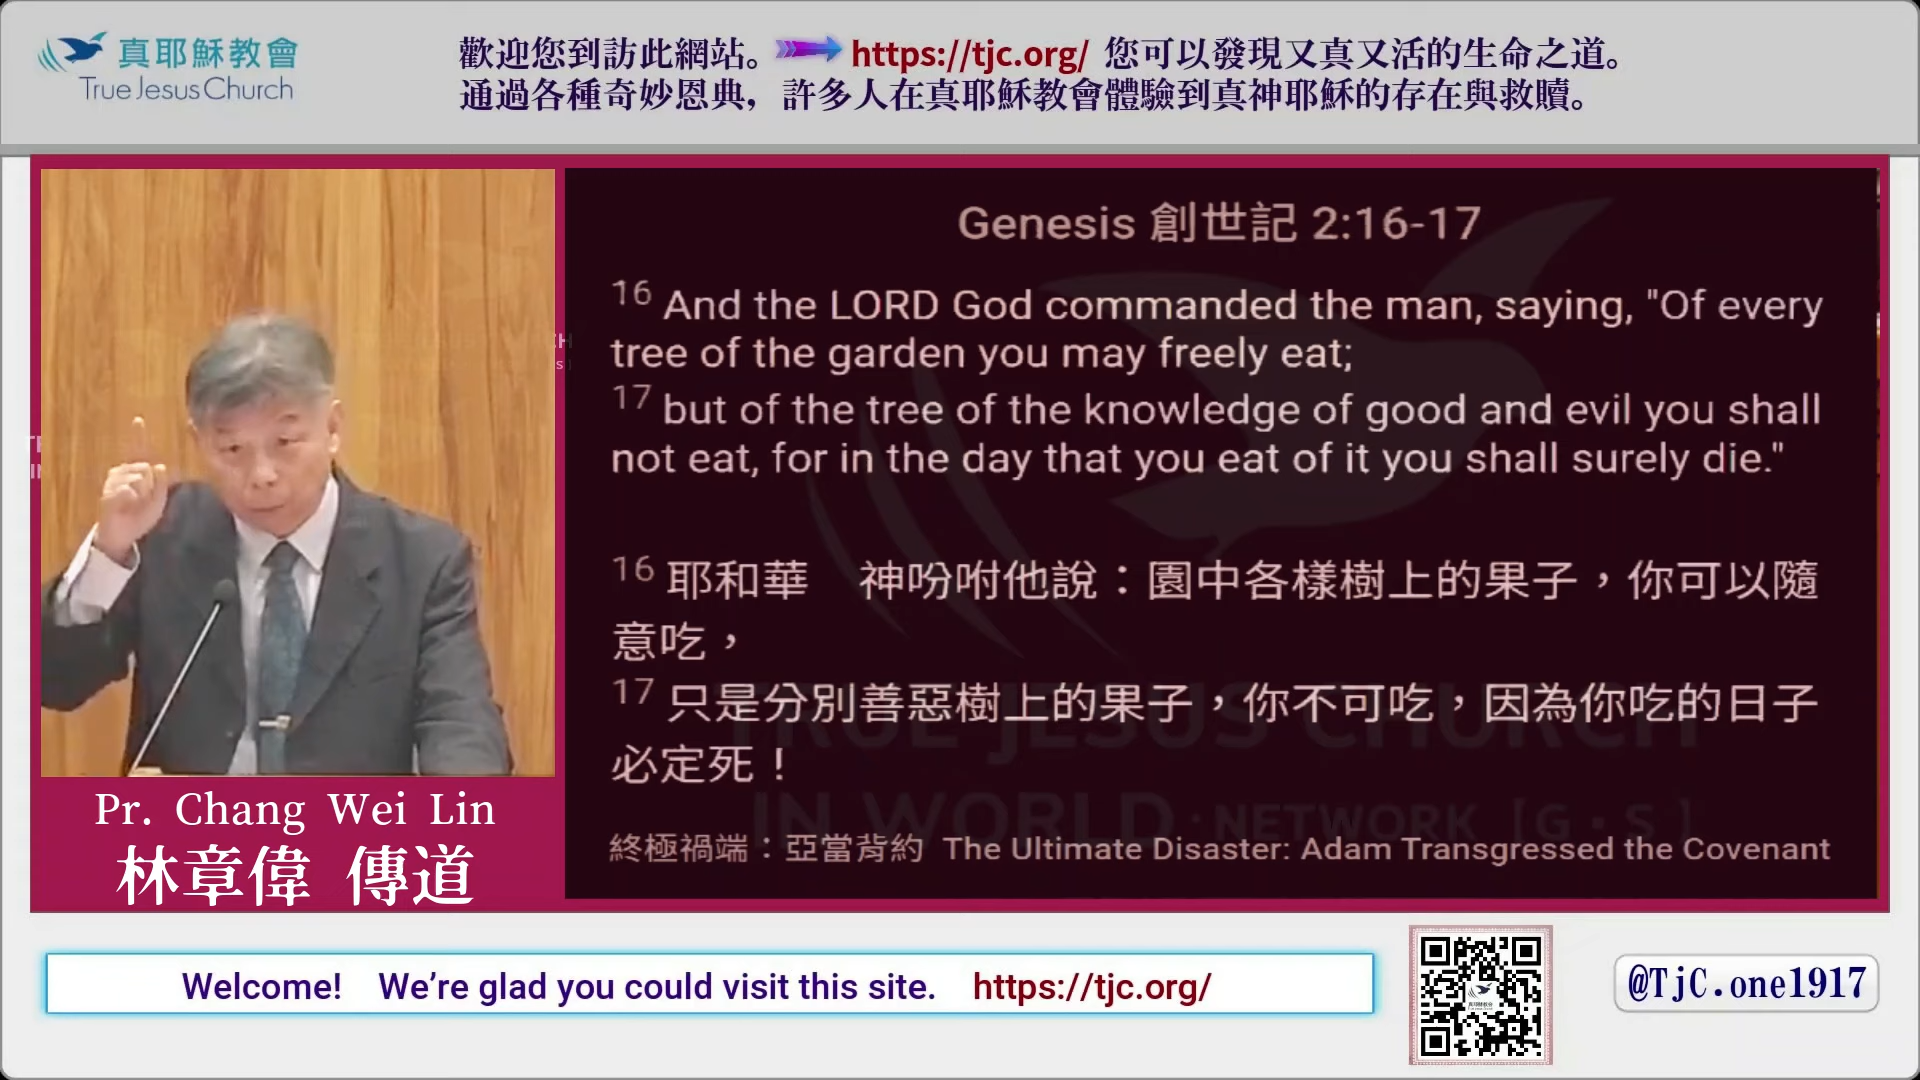 真耶穌教會
True Jesus Church
歡迎您到訪此網站。 https://tjc.org/ 您可以發現又真又活的生命之道。
通過各種奇妙恩典，許多人在真耶穌教會體驗到真神耶穌的存在與救贖。
Genesis 創世記 2:16-17
16 And the LORD God commanded the man, saying, "Of every
tree of the garden you may freely eat;
17 but of the tree of the knowledge of good and evil you shall
not eat, for in the day that you eat of it you shall surely die."
16 耶和華　神吩咐他說：園中各樣樹上的果子，你可以隨
意吃，
17 只是分別善惡樹上的果子，你不可吃，因為你吃的日子
必定死！
TRUE JESUS CHURCH
IN WORLD · NETWORK【G · S】
終極禍端：亞當背約 The Ultimate Disaster: Adam Transgressed the Covenant
Pr. Chang Wei Lin
林章偉 傳道
Welcome! We’re glad you could visit this site. https://tjc.org/
@TjC.one1917